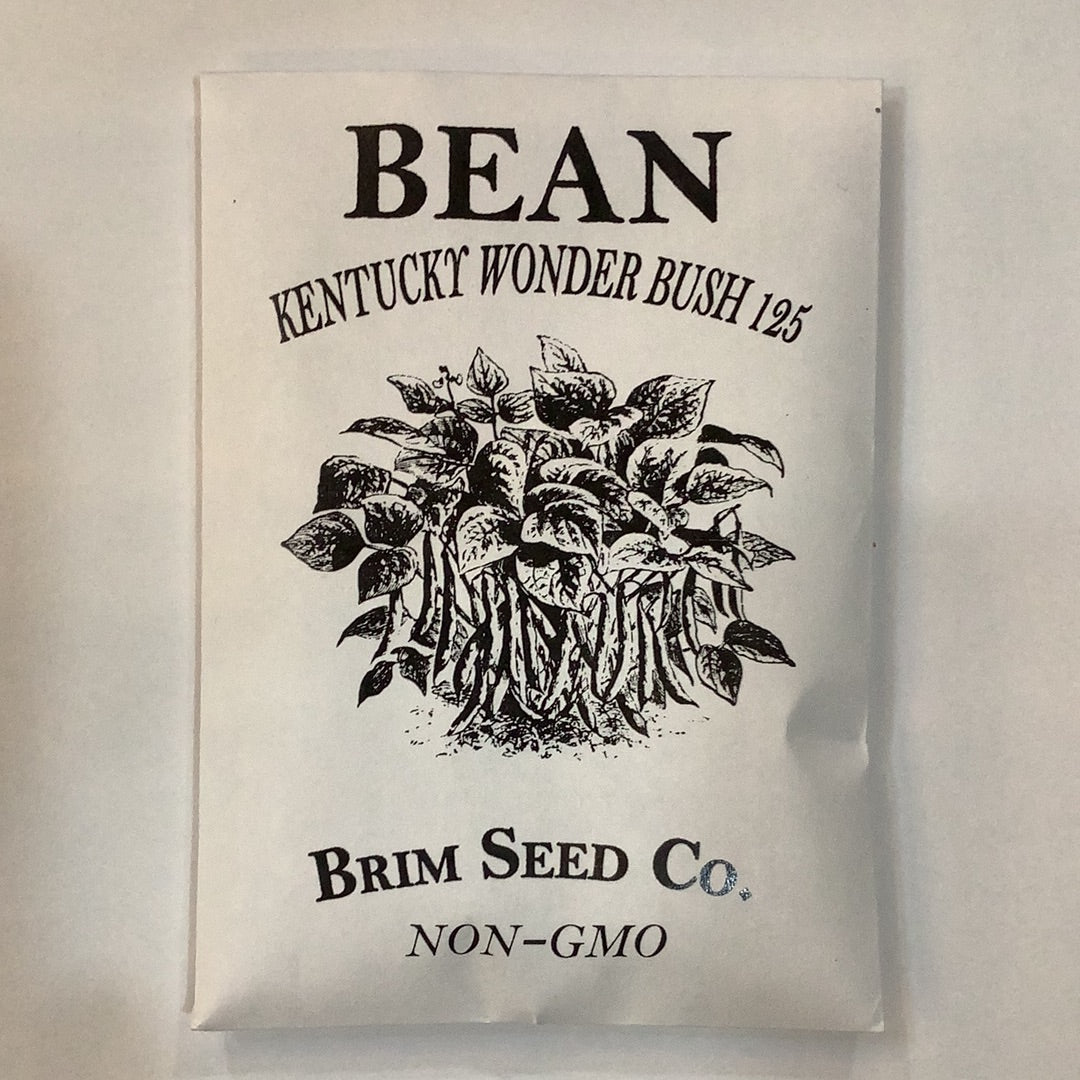 BEAN
KENTUCKY WONDER BUSH 125
BRIM SEED CO.
NON-GMO